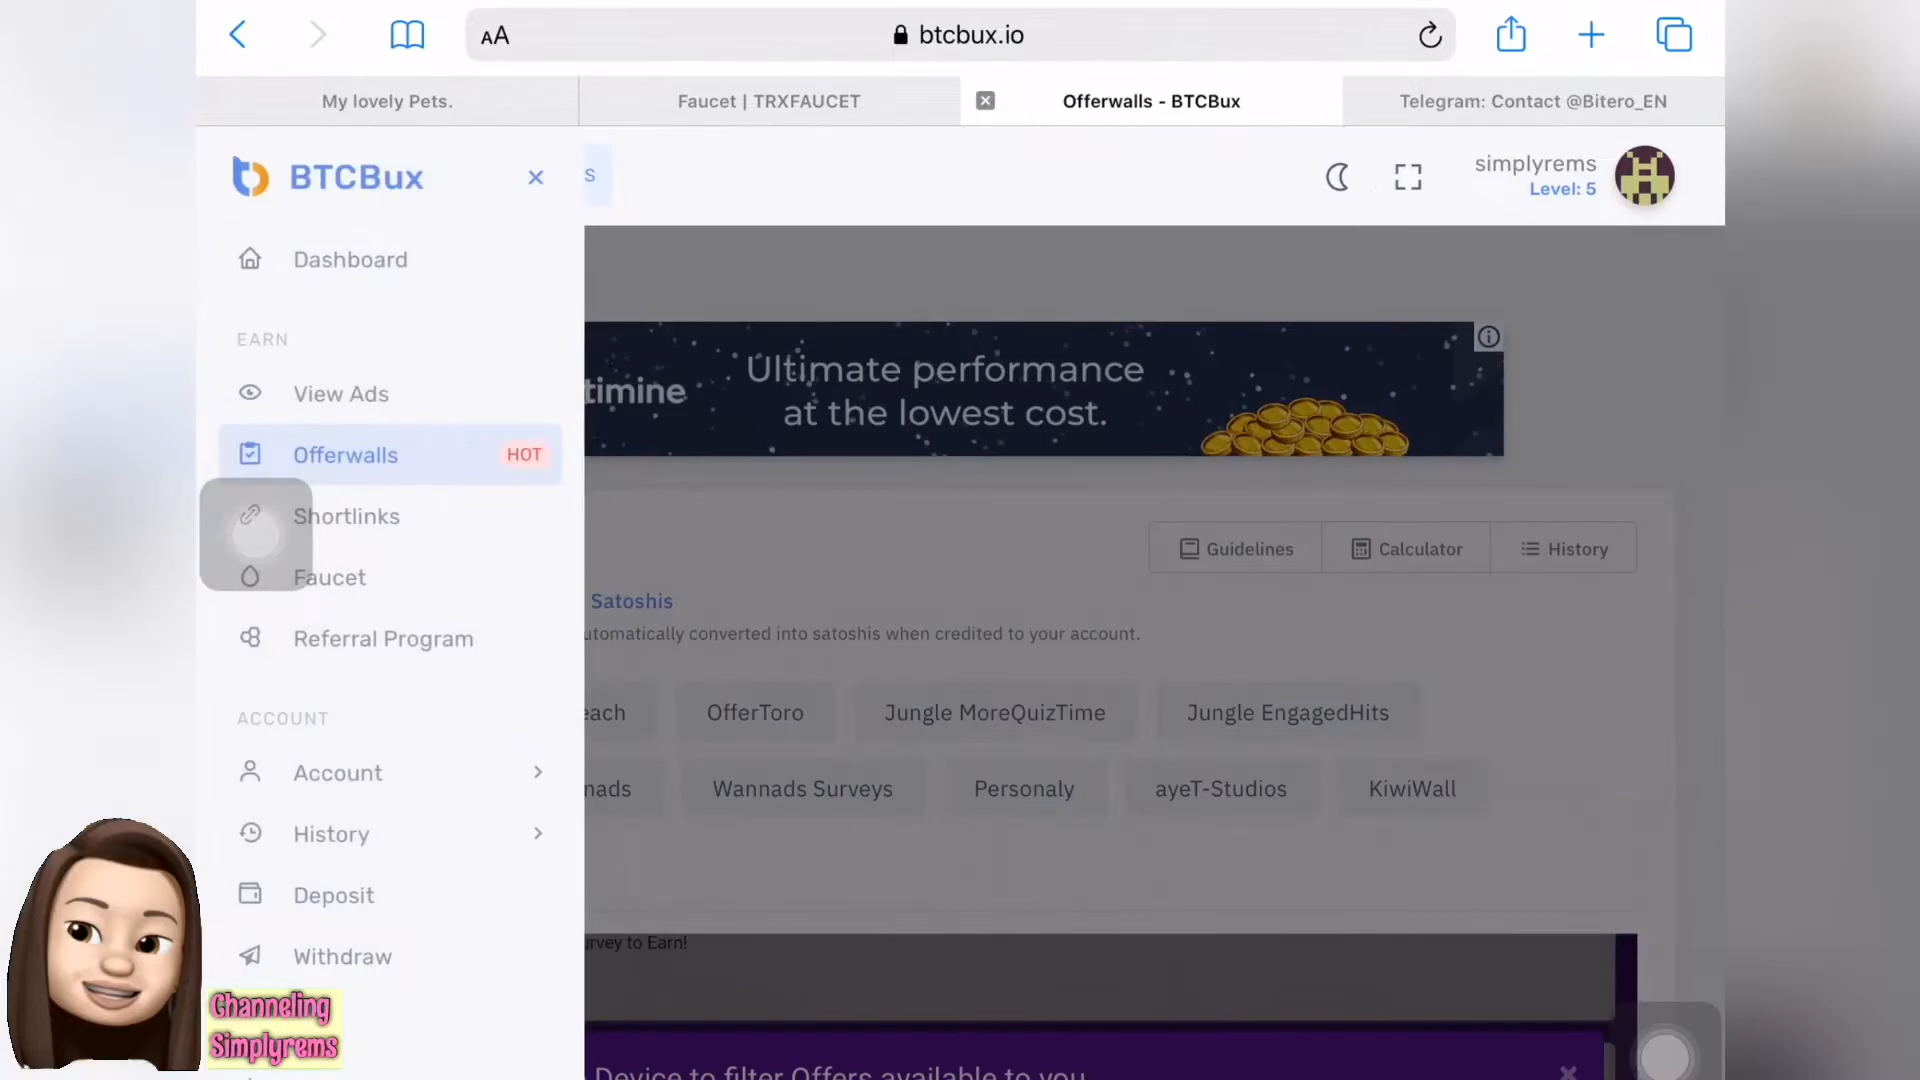 AA
btcbux.io
My lovely Pets.
Faucet | TRXFAUCET
Offerwalls - BTCBux
Telegram: Contact @Bitero_EN
BTCBux
S
simplyrems
Level: 5
Dashboard
EARN
View Ads
Offerwalls
HOT
Shortlinks
Faucet
Referral Program
ACCOUNT
Account
History
Deposit
Withdraw
timine
Ultimate performance
at the lowest cost.
Guidelines
Calculator
History
Satoshis
utomatically converted into satoshis when credited to your account.
each
OfferToro
Jungle MoreQuizTime
Jungle EngagedHits
nads
Wannads Surveys
Personaly
ayeT-Studios
KiwiWall
urvey to Earn!
Device to filter Offers available to you
Channeling
Simplyrems